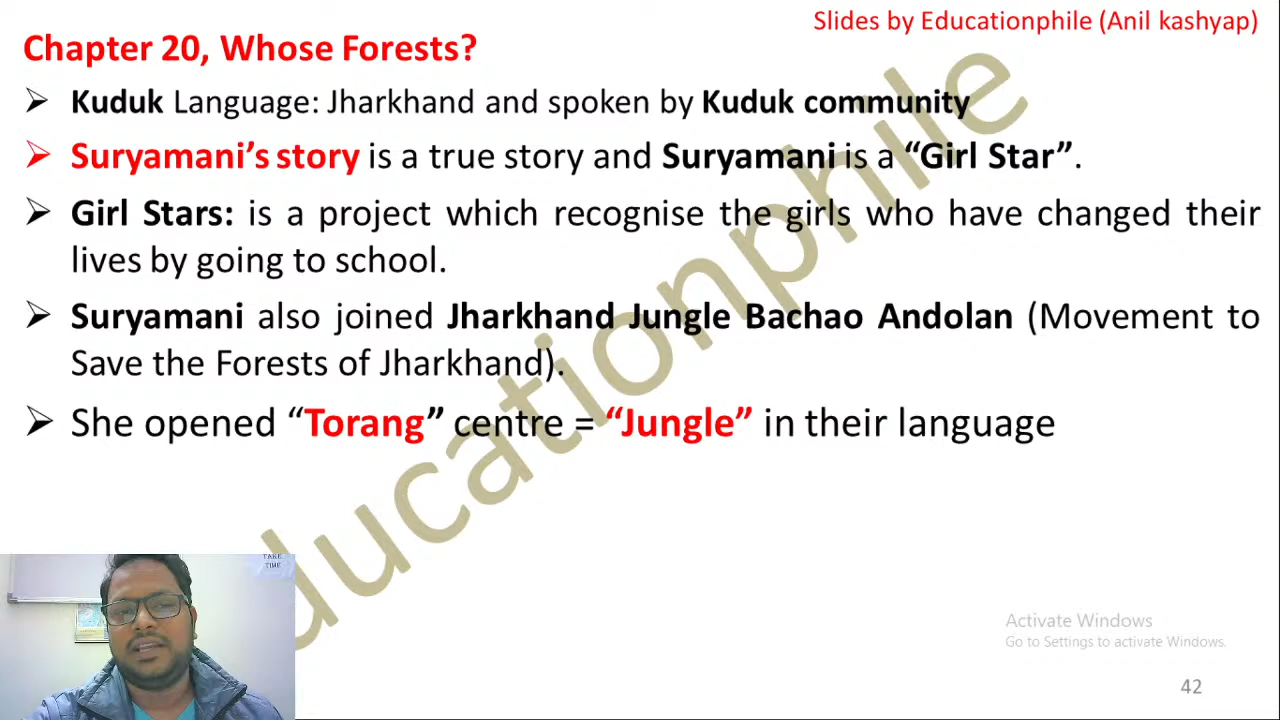 Slides by Educationphile (Anil kashyap)
Chapter 20, Whose Forests?
➢ Kuduk Language: Jharkhand and spoken by Kuduk community
➢ Suryamani’s story is a true story and Suryamani is a “Girl Star”.
➢ Girl Stars: is a project which recognise the girls who have changed their
lives by going to school.
➢ Suryamani also joined Jharkhand Jungle Bachao Andolan (Movement to
Save the Forests of Jharkhand).
➢ She opened “Torang” centre = “Jungle” in their language
Educationphile
TAKE
TIME
Activate Windows
Go to Settings to activate Windows.
42